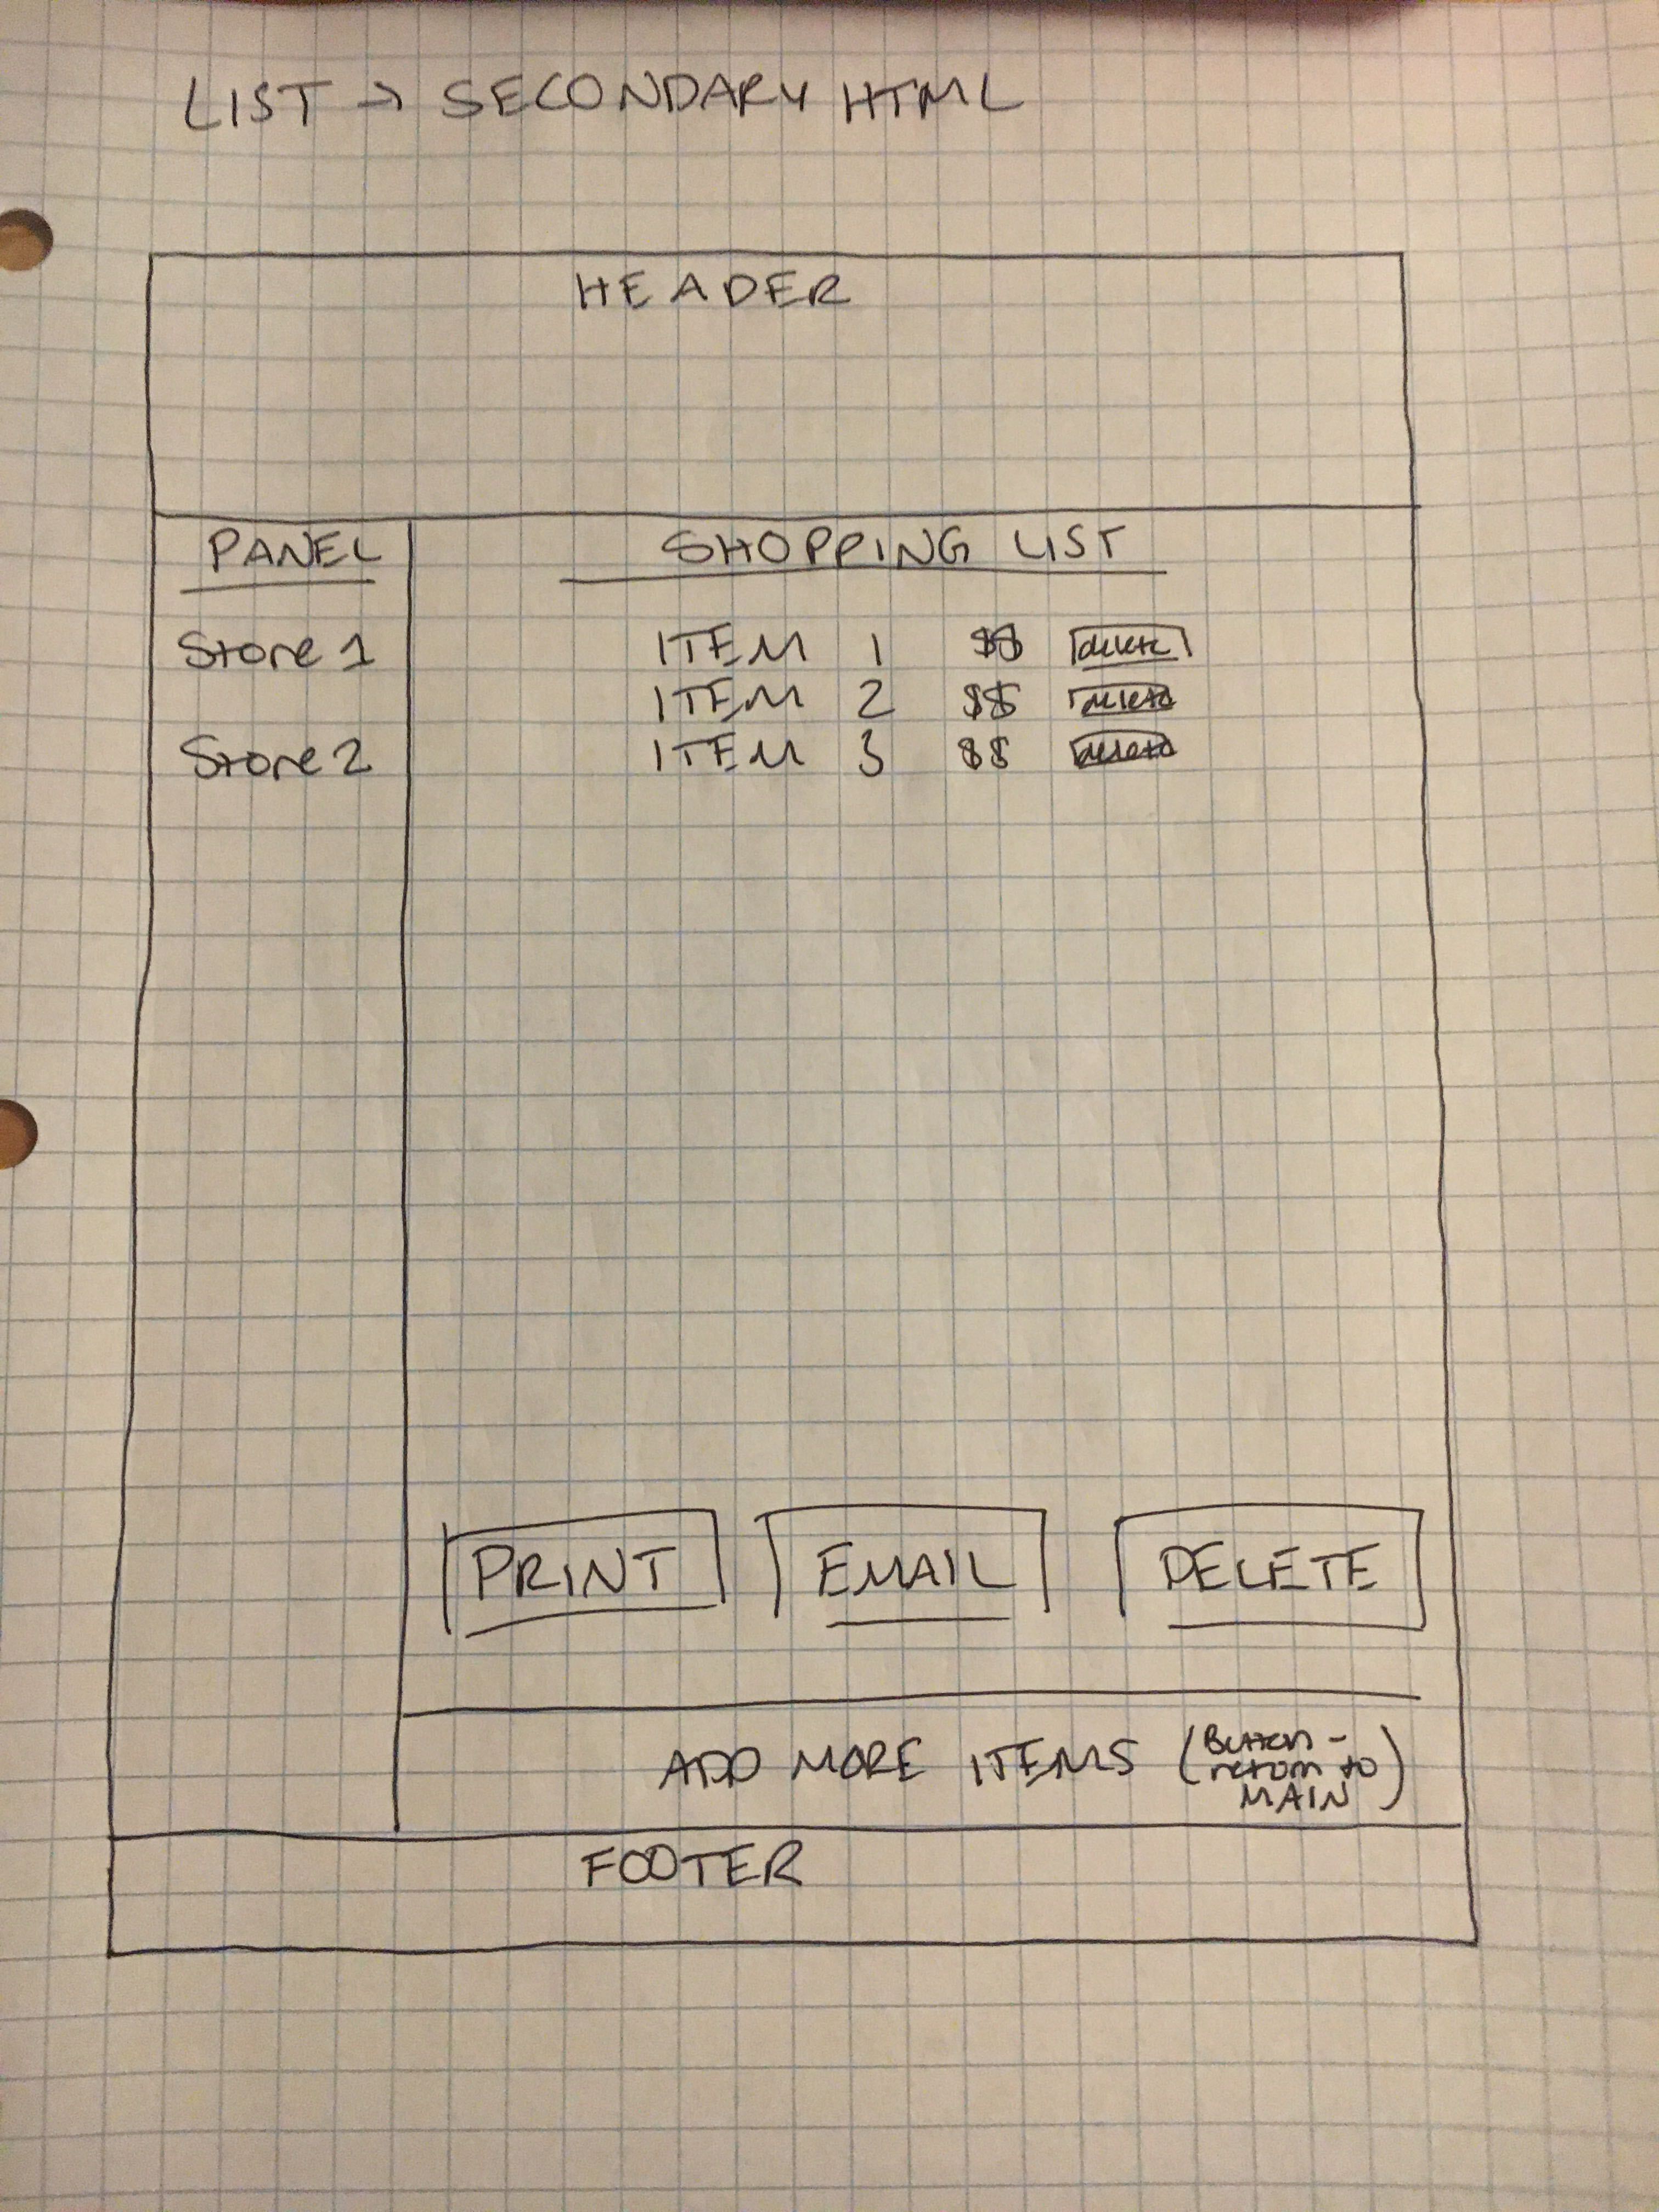 LIST → SECONDARY HTML
HEADER
PANEL
Store 1
Store 2
SHOPPING LIST
ITEM 1 $$ delete
ITEM 2 $$ delete
ITEM 3 $$ delete
PRINT EMAIL DELETE
ADD MORE ITEMS (Button -
return to
MAIN)
FOOTER